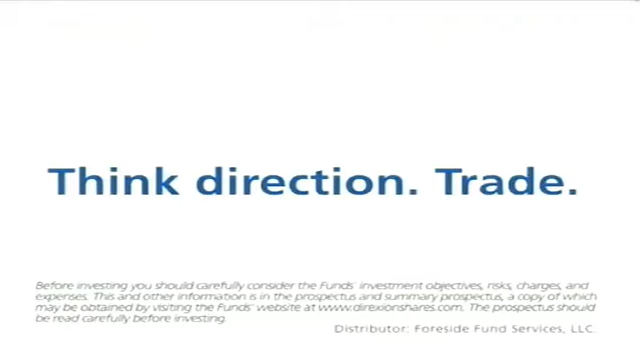 Think direction. Trade.
Before investing you should carefully consider the Funds' investment objectives, risks, charges, and
expenses. This and other information is in the prospectus and summary prospectus, a copy of which
may be obtained by visiting the Funds' website at www.direxionshares.com. The prospectus should
be read carefully before investing.
Distributor: Foreside Fund Services, LLC.